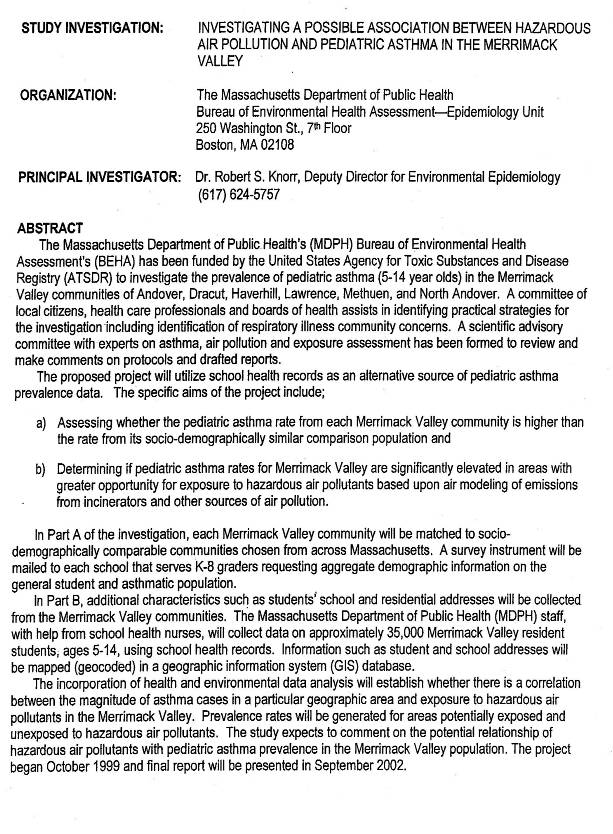 STUDY INVESTIGATION: INVESTIGATING A POSSIBLE ASSOCIATION BETWEEN HAZARDOUS
AIR POLLUTION AND PEDIATRIC ASTHMA IN THE MERRIMACK
VALLEY
ORGANIZATION: The Massachusetts Department of Public Health
Bureau of Environmental Health Assessment—Epidemiology Unit
250 Washington St., 7th Floor
Boston, MA 02108
PRINCIPAL INVESTIGATOR: Dr. Robert S. Knorr, Deputy Director for Environmental Epidemiology
(617) 624-5757
ABSTRACT
The Massachusetts Department of Public Health's (MDPH) Bureau of Environmental Health
Assessment's (BEHA) has been funded by the United States Agency for Toxic Substances and Disease
Registry (ATSDR) to investigate the prevalence of pediatric asthma (5-14 year olds) in the Merrimack
Valley communities of Andover, Dracut, Haverhill, Lawrence, Methuen, and North Andover. A committee of
local citizens, health care professionals and boards of health assists in identifying practical strategies for
the investigation including identification of respiratory illness community concerns. A scientific advisory
committee with experts on asthma, air pollution and exposure assessment has been formed to review and
make comments on protocols and drafted reports.
The proposed project will utilize school health records as an alternative source of pediatric asthma
prevalence data. The specific aims of the project include;
a) Assessing whether the pediatric asthma rate from each Merrimack Valley community is higher than
the rate from its socio-demographically similar comparison population and
b) Determining if pediatric asthma rates for Merrimack Valley are significantly elevated in areas with
greater opportunity for exposure to hazardous air pollutants based upon air modeling of emissions
from incinerators and other sources of air pollution.
In Part A of the investigation, each Merrimack Valley community will be matched to socio-
demographically comparable communities chosen from across Massachusetts. A survey instrument will be
mailed to each school that serves K-8 graders requesting aggregate demographic information on the
general student and asthmatic population.
In Part B, additional characteristics such as students' school and residential addresses will be collected
from the Merrimack Valley communities. The Massachusetts Department of Public Health (MDPH) staff,
with help from school health nurses, will collect data on approximately 35,000 Merrimack Valley resident
students, ages 5-14, using school health records. Information such as student and school addresses will
be mapped (geocoded) in a geographic information system (GIS) database.
The incorporation of health and environmental data analysis will establish whether there is a correlation
between the magnitude of asthma cases in a particular geographic area and exposure to hazardous air
pollutants in the Merrimack Valley. Prevalence rates will be generated for areas potentially exposed and
unexposed to hazardous air pollutants. The study expects to comment on the potential relationship of
hazardous air pollutants with pediatric asthma prevalence in the Merrimack Valley population. The project
began October 1999 and final report will be presented in September 2002.